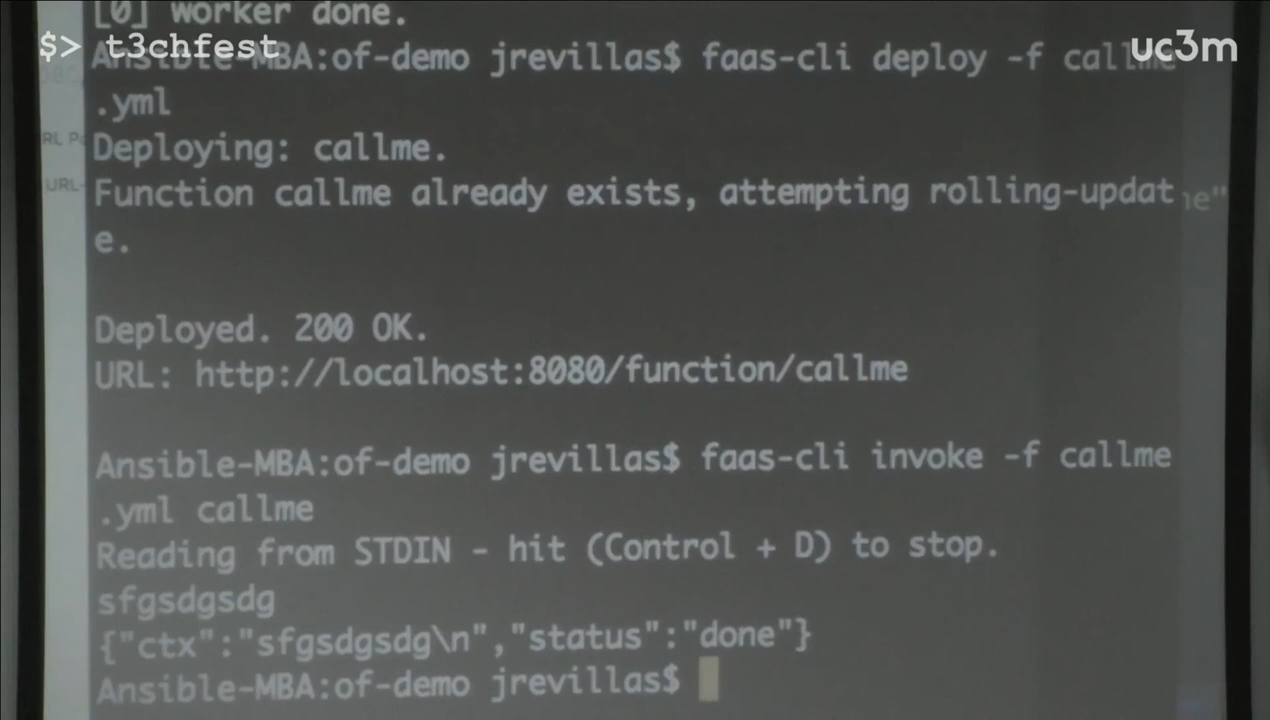 [0] worker done.
$> t3chfest
uc3m
Ansible-MBA:of-demo jrevillas$ faas-cli deploy -f callme
.yml
Deploying: callme.
Function callme already exists, attempting rolling-updat
e.
Deployed. 200 OK.
URL: http://localhost:8080/function/callme
Ansible-MBA:of-demo jrevillas$ faas-cli invoke -f callme
.yml callme
Reading from STDIN - hit (Control + D) to stop.
sfgsdgsdg
{"ctx":"sfgsdgsdg\n","status":"done"}
Ansible-MBA:of-demo jrevillas$